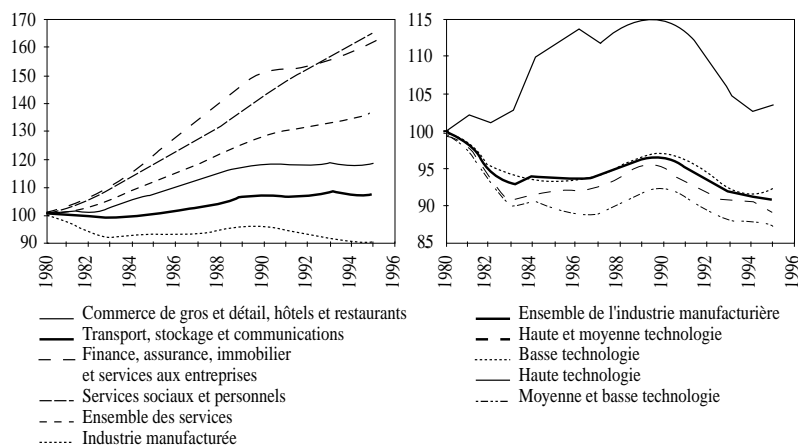 170
160
150
140
130
120
110
100
90
1980
1982
1984
1986
1988
1990
1992
1994
1996
115
110
105
100
95
90
85
1980
1982
1984
1986
1988
1990
1992
1994
1996
Commerce de gros et détail, hôtels et restaurants
Transport, stockage et communications
Finance, assurance, immobilier
et services aux entreprises
Services sociaux et personnels
Ensemble des services
Industrie manufacturée
Ensemble de l'industrie manufacturière
Haute et moyenne technologie
Basse technologie
Haute technologie
Moyenne et basse technologie